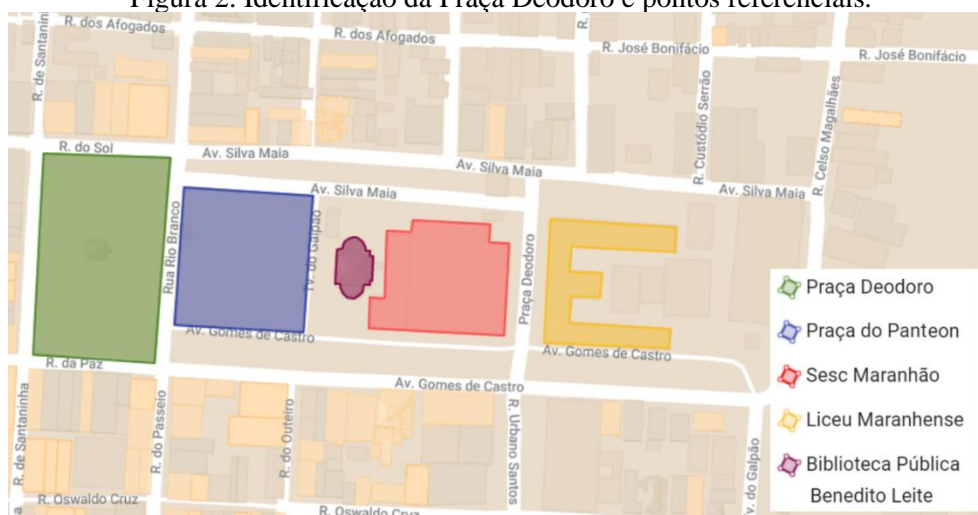 Figura 2: Identificação da Praça Deodoro e pontos referenciais.
R. de Santaninh
R. dos Afogados
R. dos Afogados
R.
R. José Bonifácio
R. José Bonifácio
R. Custódio Serrão
R. Celso Magalhães
R. do Sol
Av. Silva Maia
Av. Silva Maia
Av. Silva Maia
Av. Silva Maia
Rua Rio Branco
Tv. do Galpão
Praça Deodoro
Av. Gomes de Castro
Av. Gomes de Castro
Av. Gomes de Castro
R. da Paz
R. de Santaninha
R. do Passeio
R. do Outeiro
R. Urbano Santos
v. do Galpão
R. Oswaldo Cruz
R. Oswaldo Cruz
a
Praça Deodoro
Praça do Panteon
Sesc Maranhão
Liceu Maranhense
Biblioteca Pública
Benedito Leite